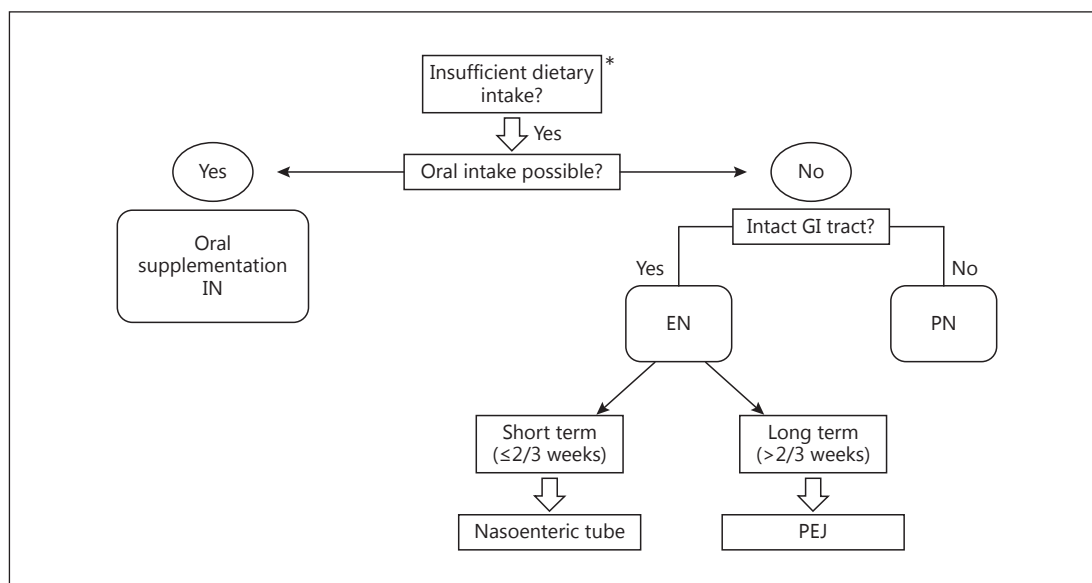 Insufficient dietary
intake?
*
Yes
Yes
Oral intake possible?
No
Oral
supplementation
IN
Intact GI tract?
Yes
No
EN
PN
Short term
(≤2/3 weeks)
Long term
(>2/3 weeks)
Nasoenteric tube
PEJ